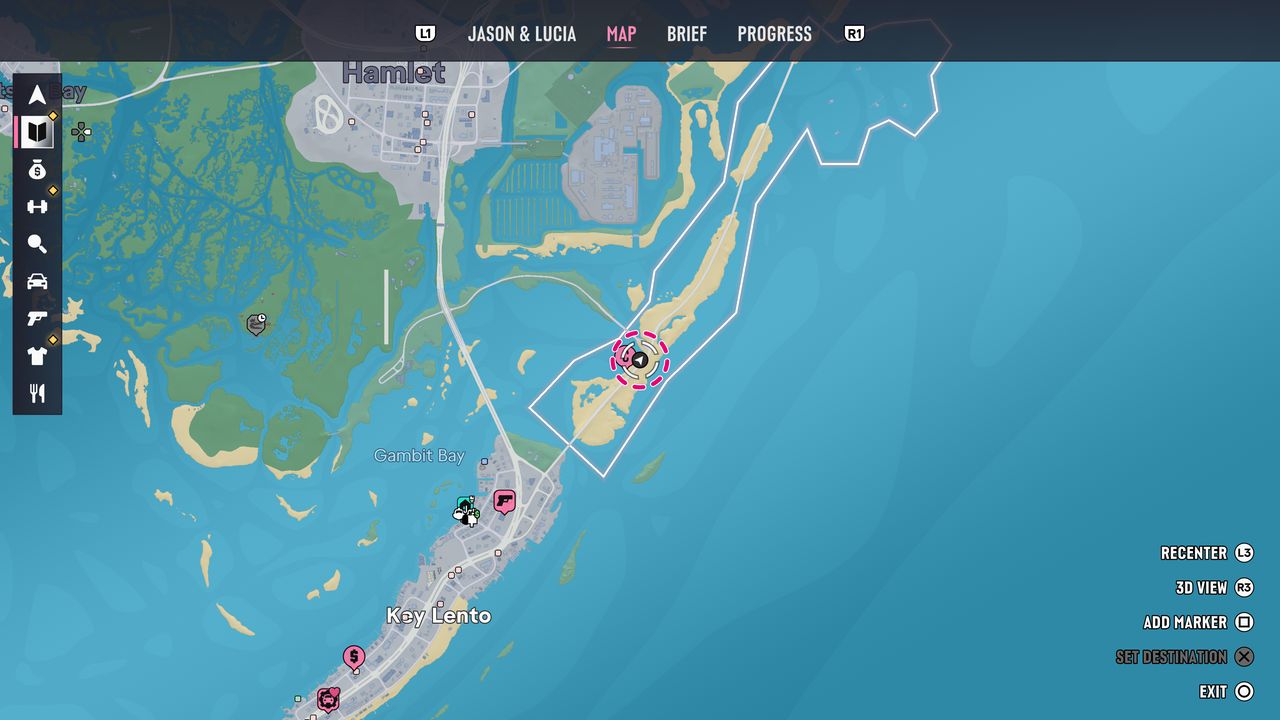 L1 JASON & LUCIA MAP BRIEF PROGRESS R1
Hamlet
Bay
Gambit Bay
Key Lento
RECENTER L3
3D VIEW R3
ADD MARKER
SET DESTINATION
EXIT